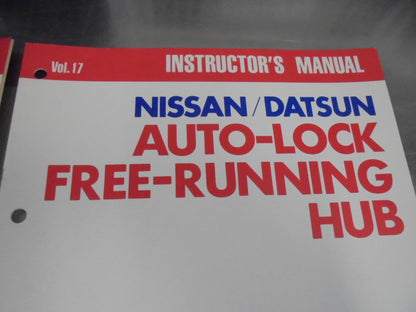 Vol. 17 INSTRUCTOR'S MANUAL
NISSAN/DATSUN
AUTO-LOCK
FREE-RUNNING
HUB